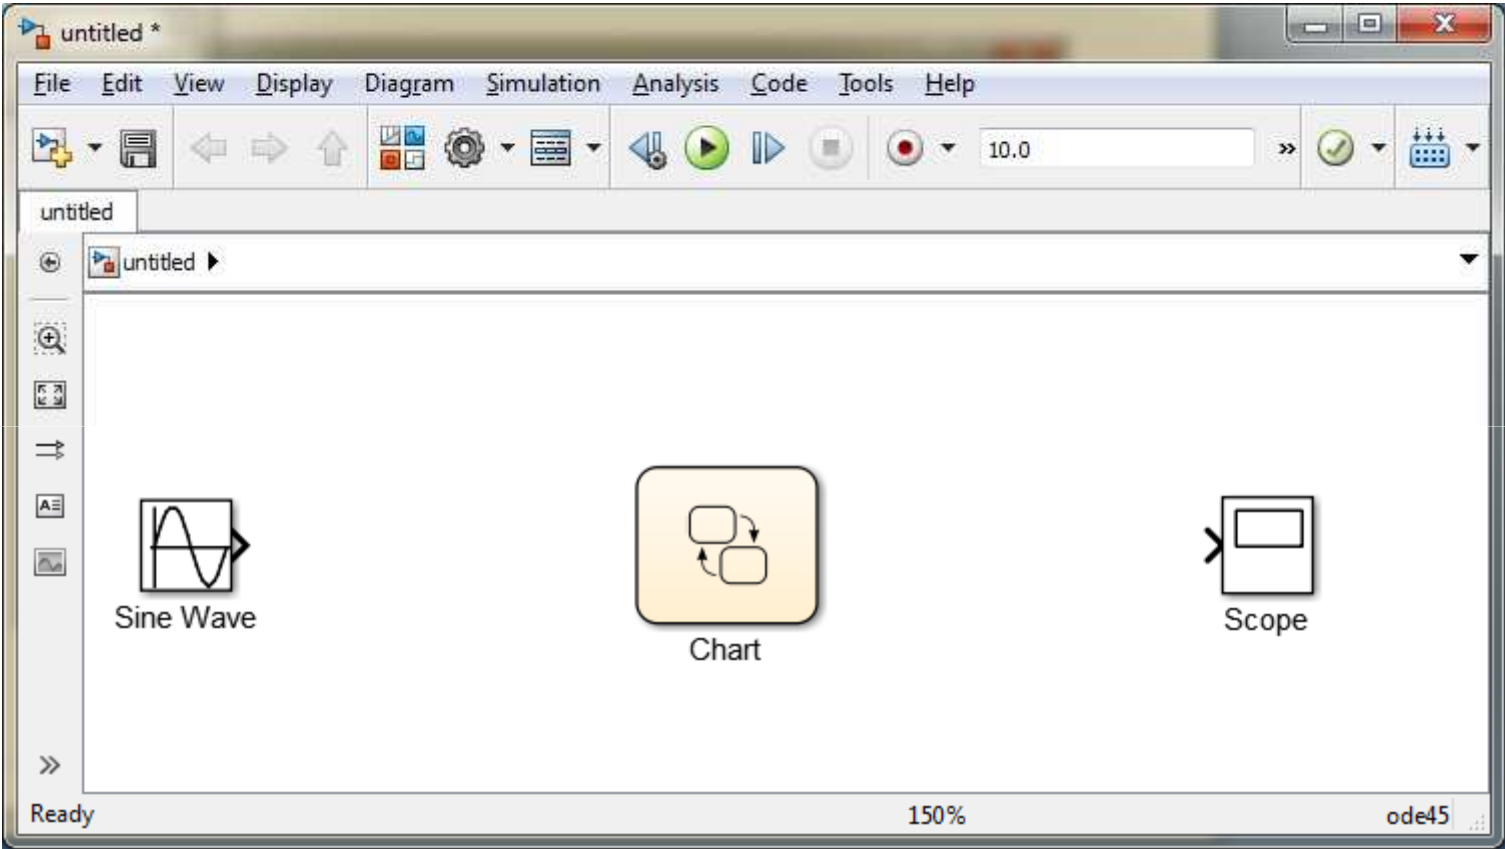 untitled *
File Edit View Display Diagram Simulation Analysis Code Tools Help
10.0
untitled
untitled
A
Sine Wave
Chart
Scope
Ready 150% ode45